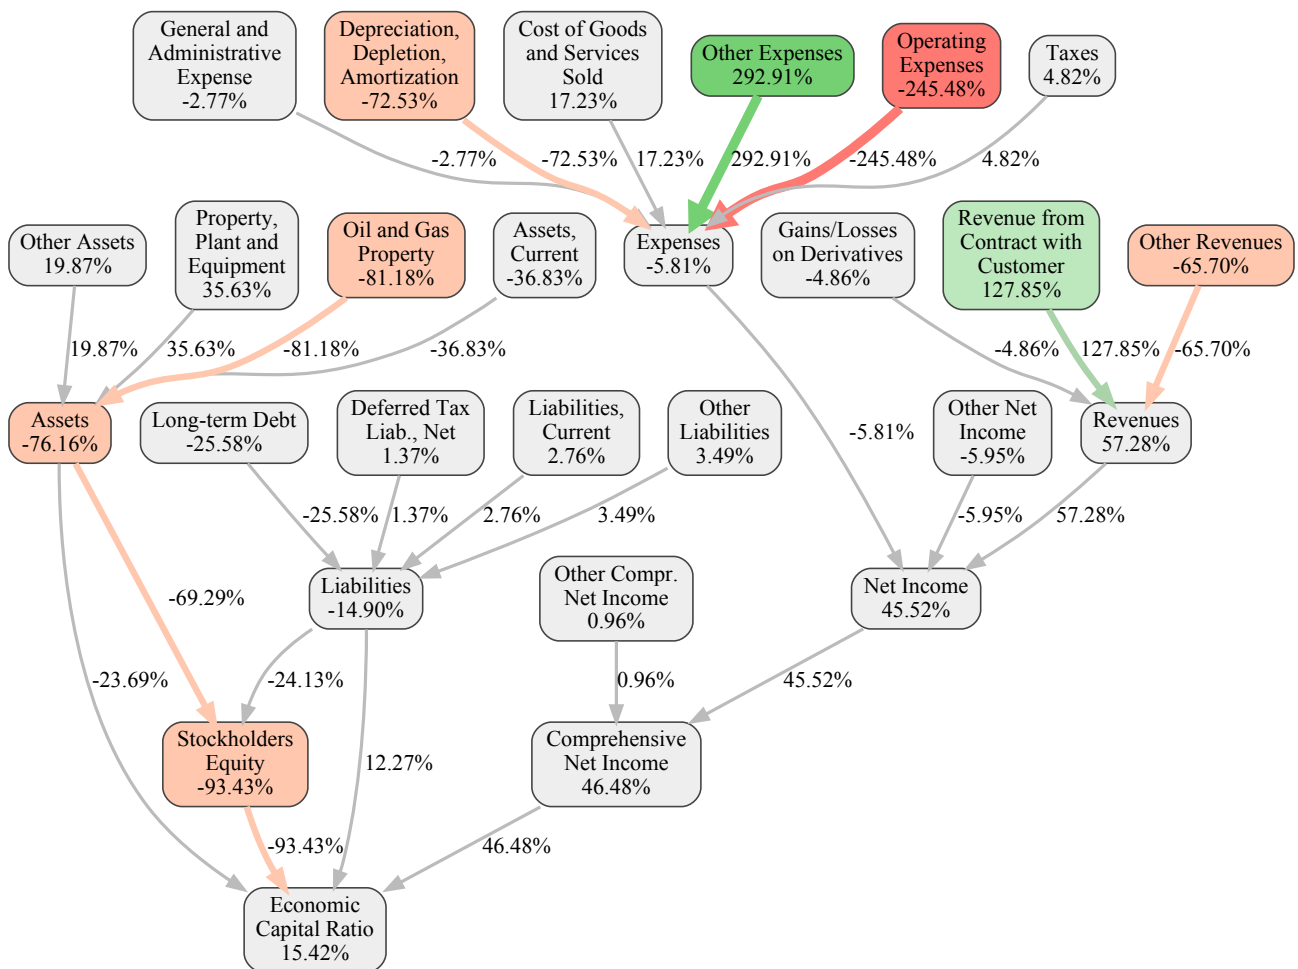 General and
Administrative
Expense
-2.77%
Depreciation,
Depletion,
Amortization
-72.53%
Cost of Goods
and Services
Sold
17.23%
Other Expenses
292.91%
Operating
Expenses
-245.48%
Taxes
4.82%
-2.77%
-72.53%
17.23%
292.91%
-245.48%
4.82%
Other Assets
19.87%
Property,
Plant and
Equipment
35.63%
Oil and Gas
Property
-81.18%
Assets,
Current
-36.83%
Expenses
-5.81%
Gains/Losses
on Derivatives
-4.86%
Revenue from
Contract with
Customer
127.85%
Other Revenues
-65.70%
19.87%
35.63%
-81.18%
-36.83%
-4.86%
127.85%
-65.70%
Assets
-76.16%
Long-term Debt
-25.58%
Deferred Tax
Liab., Net
1.37%
Liabilities,
Current
2.76%
Other
Liabilities
3.49%
-5.81%
Other Net
Income
-5.95%
Revenues
57.28%
-25.58%
1.37%
2.76%
3.49%
-5.95%
57.28%
-69.29%
Liabilities
-14.90%
Other Compr.
Net Income
0.96%
Net Income
45.52%
-23.69%
-24.13%
0.96%
45.52%
Stockholders
Equity
-93.43%
12.27%
Comprehensive
Net Income
46.48%
-93.43%
46.48%
Economic
Capital Ratio
15.42%